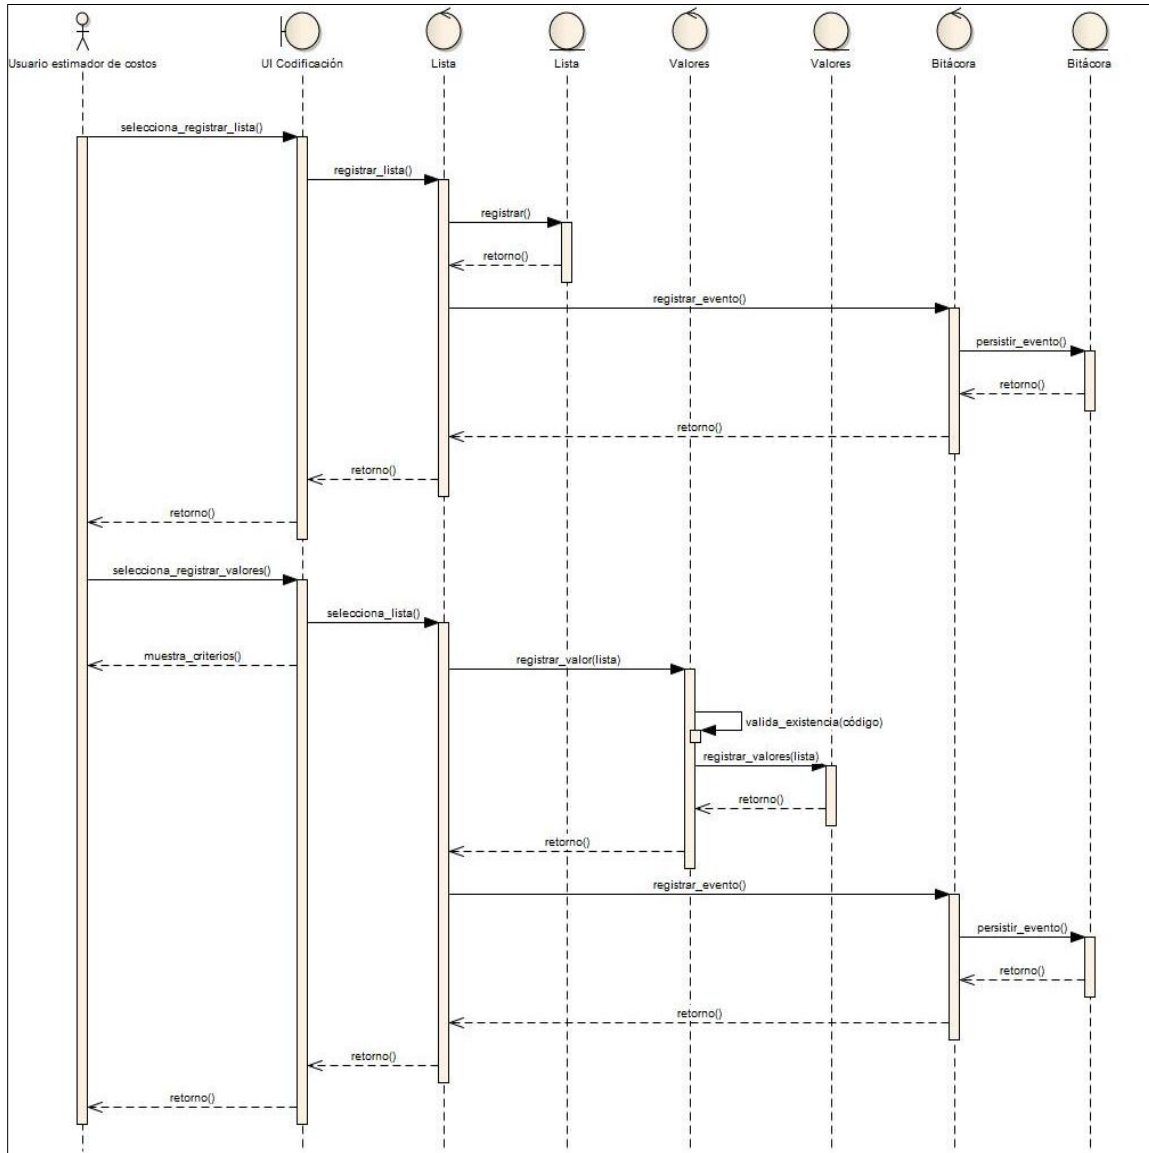 Usuario estimador de costos
UI Codificación
Lista
Lista
Valores
Valores
Bitácora
Bitácora
selecciona_registrar_lista()
registrar_lista()
registrar()
retorno()
registrar_evento()
persistir_evento()
retorno()
retorno()
retorno()
retorno()
selecciona_registrar_valores()
selecciona_lista()
muestra_criterios()
registrar_valor(lista)
valida_existencia(código)
registrar_valores(lista)
retorno()
retorno()
registrar_evento()
persistir_evento()
retorno()
retorno()
retorno()
retorno()